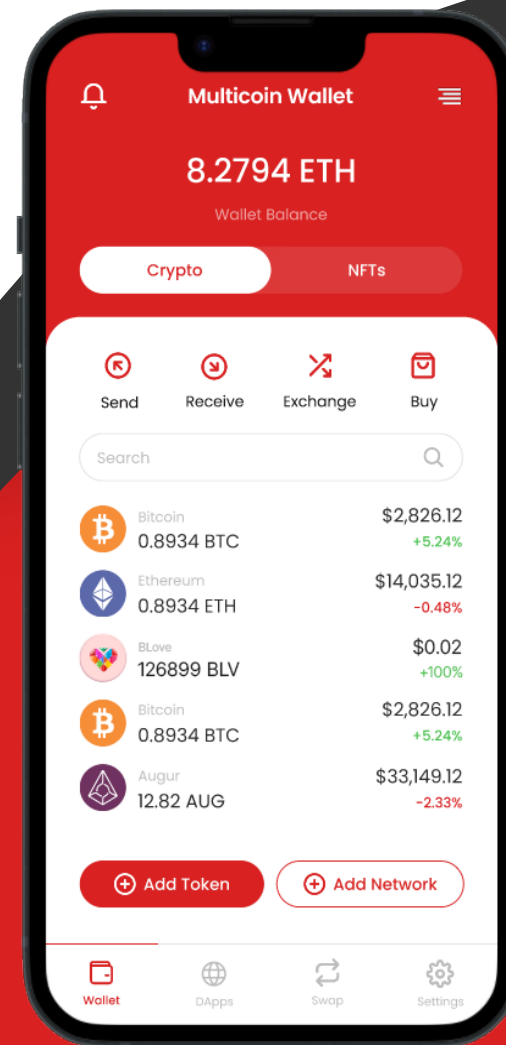 Multicoin Wallet
8.2794 ETH
Wallet Balance
Crypto NFTs
Send Receive Exchange Buy
Search
Bitcoin $2,826.12
0.8934 BTC +5.24%
Ethereum $14,035.12
0.8934 ETH -0.48%
BLove $0.02
126899 BLV +100%
Bitcoin $2,826.12
0.8934 BTC +5.24%
Augur $33,149.12
12.82 AUG -2.33%
Add Token Add Network
Wallet DApps Swap Settings